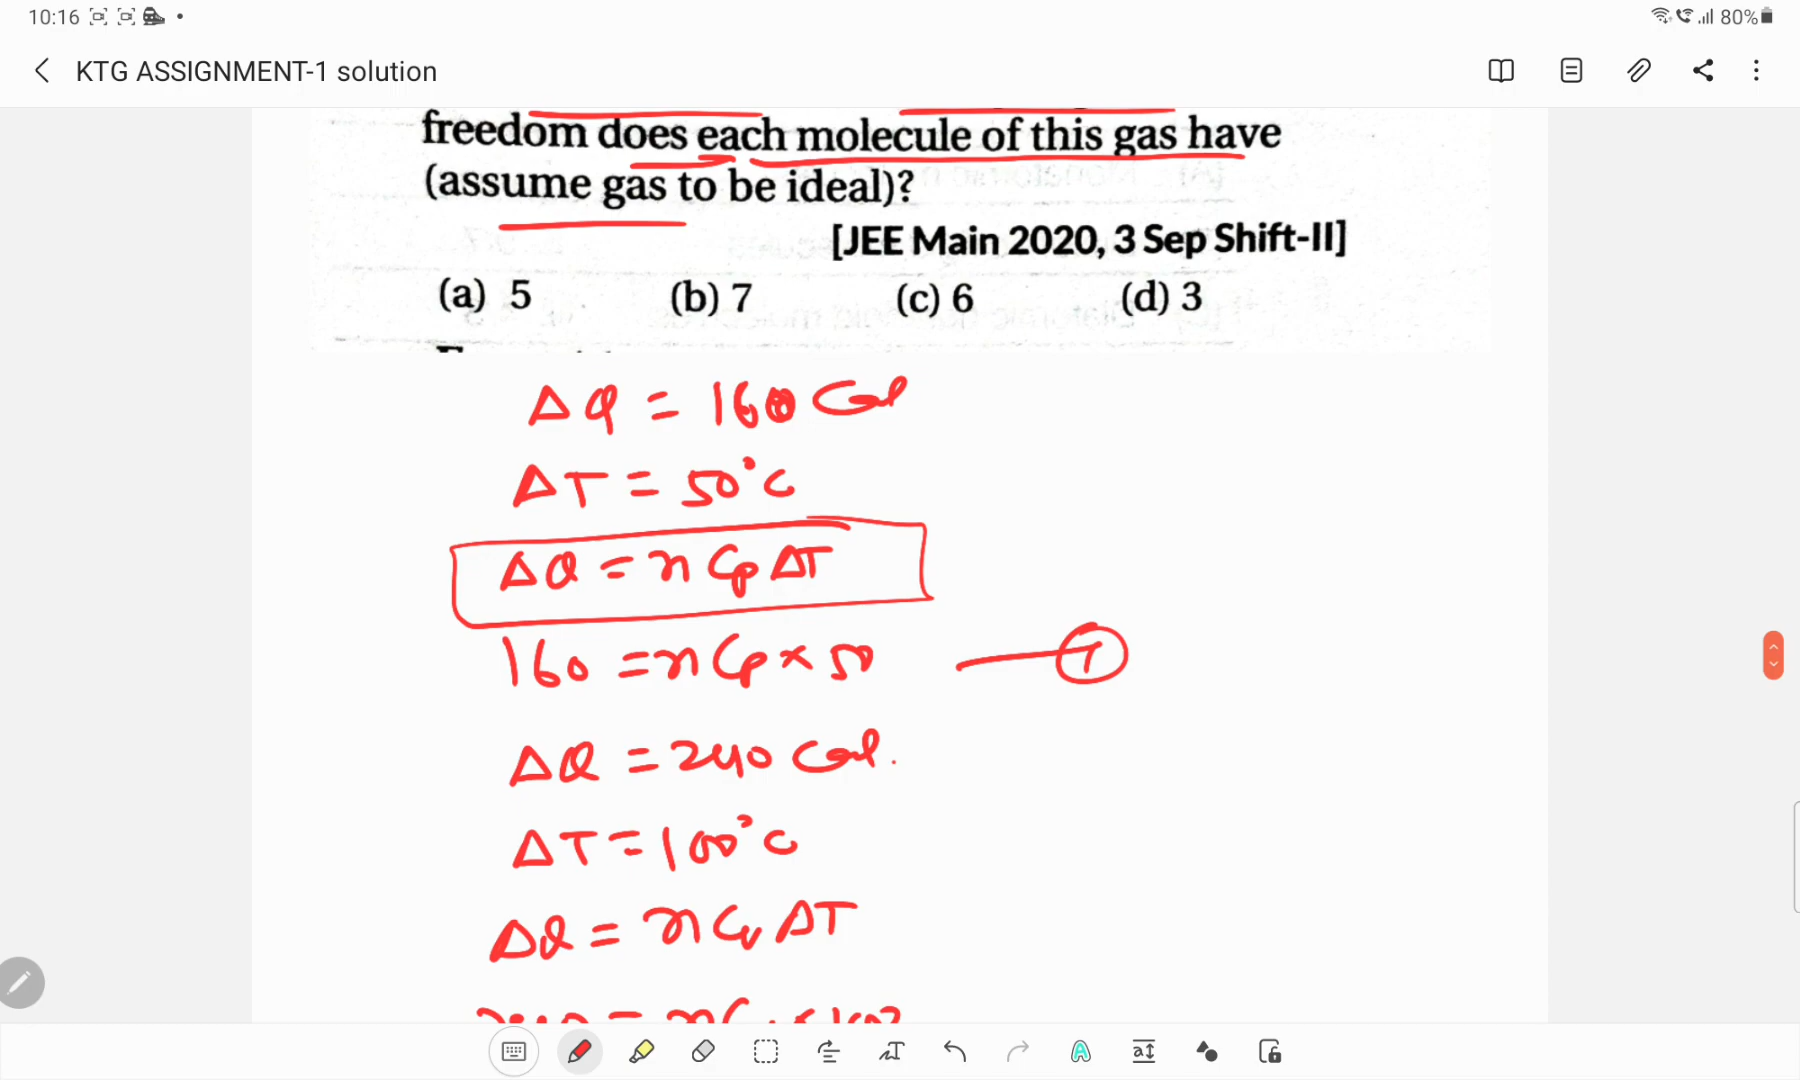 10:16 80%
KTG ASSIGNMENT-1 solution
freedom does each molecule of this gas have
(assume gas to be ideal)?
[JEE Main 2020, 3 Sep Shift-II]
(a) 5 (b) 7 (c) 6 (d) 3
ΔQ = 160 Cal
ΔT = 50°C
ΔQ = n Cp ΔT
160 = n Cp × 50 — 1
ΔQ = 240 Cal.
ΔT = 100°C
ΔQ = n Cv ΔT